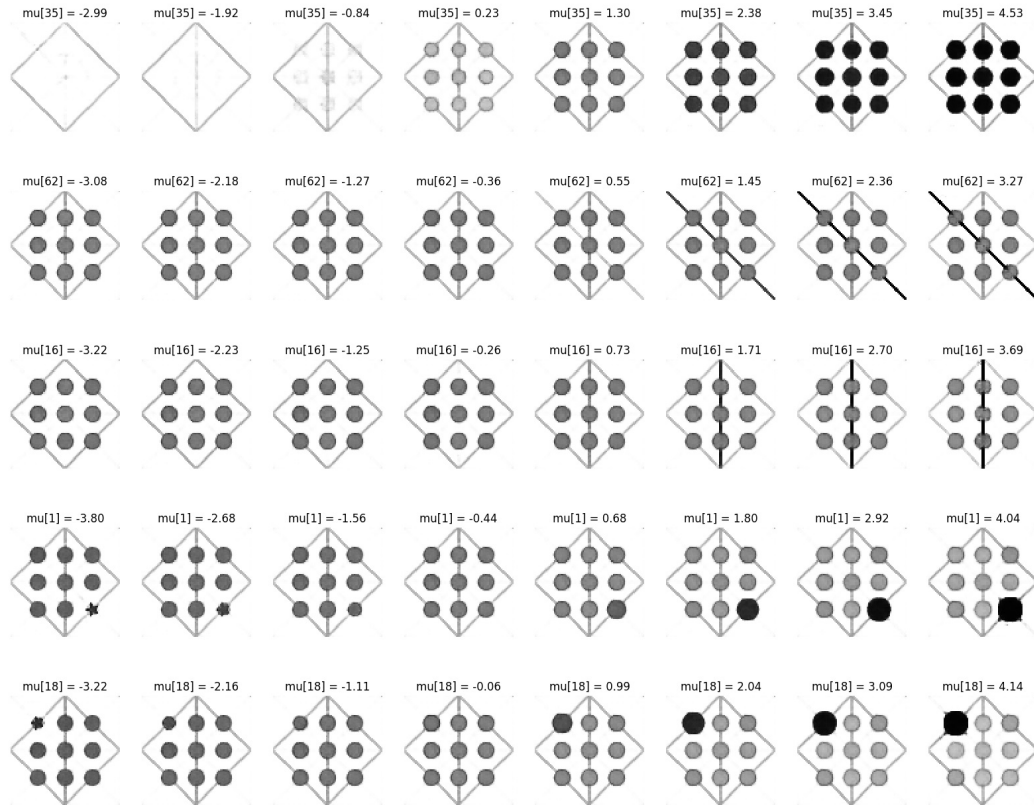 mu[35] = -2.99 mu[35] = -1.92 mu[35] = -0.84 mu[35] = 0.23 mu[35] = 1.30 mu[35] = 2.38 mu[35] = 3.45 mu[35] = 4.53
mu[62] = -3.08 mu[62] = -2.18 mu[62] = -1.27 mu[62] = -0.36 mu[62] = 0.55 mu[62] = 1.45 mu[62] = 2.36 mu[62] = 3.27
mu[16] = -3.22 mu[16] = -2.23 mu[16] = -1.25 mu[16] = -0.26 mu[16] = 0.73 mu[16] = 1.71 mu[16] = 2.70 mu[16] = 3.69
mu[1] = -3.80 mu[1] = -2.68 mu[1] = -1.56 mu[1] = -0.44 mu[1] = 0.68 mu[1] = 1.80 mu[1] = 2.92 mu[1] = 4.04
mu[18] = -3.22 mu[18] = -2.16 mu[18] = -1.11 mu[18] = -0.06 mu[18] = 0.99 mu[18] = 2.04 mu[18] = 3.09 mu[18] = 4.14